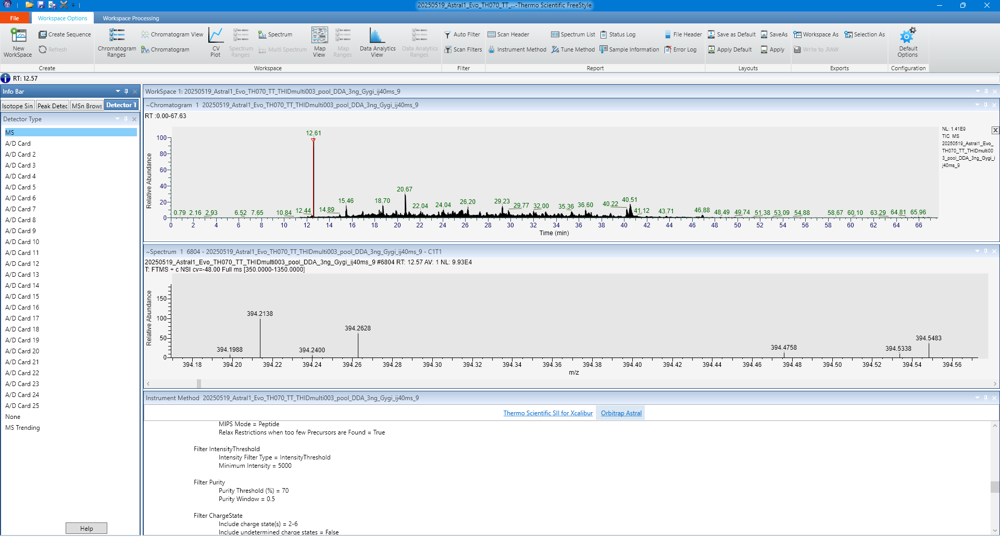 20250519_Astral1_Evo_TH070_TT_...-Thermo Scientific FreeStyle
File
Workspace Options
Workspace Processing
New WorkSpace
Create Sequence
Refresh
Create
Chromatogram Ranges
Chromatogram View
Chromatogram
CV Plot
Spectrum Ranges
Spectrum
Multi Spectrum
Map View
Map Ranges
Data Analytics View
Data Analytics Ranges
Workspace
Auto Filter
Scan Filters
Filter
Scan Header
Spectrum List
Status Log
File Header
Instrument Method
Tune Method
Sample Information
Error Log
Report
Save as Default
SaveAs
Apply Default
Apply
Layouts
Workspace As
Selection As
Write to .RAW
Exports
Default Options
Configuration
RT: 12.57
Info Bar
Isotope Sin
Peak Detec
MSn Brows
Detector T
Detector Type
MS
A/D Card
A/D Card 2
A/D Card 3
A/D Card 4
A/D Card 5
A/D Card 6
A/D Card 7
A/D Card 8
A/D Card 9
A/D Card 10
A/D Card 11
A/D Card 12
A/D Card 13
A/D Card 14
A/D Card 15
A/D Card 16
A/D Card 17
A/D Card 18
A/D Card 19
A/D Card 20
A/D Card 21
A/D Card 22
A/D Card 23
A/D Card 24
A/D Card 25
None
MS Trending
Help
WorkSpace 1: 20250519_Astral1_Evo_TH070_TT_THIDmulti003_pool_DDA_3ng_Gygi_ij40ms_9
~Chromatogram 1 20250519_Astral1_Evo_TH070_TT_THIDmulti003_pool_DDA_3ng_Gygi_ij40ms_9
RT :0.00-67.63
NL: 1.41E9
TIC MS
20250519_Astral1_Evo_
TH070_TT_THIDmulti00
3_pool_DDA_3ng_Gygi_i
j40ms_9
Relative Abundance
100
80
60
40
20
0
12.61
0.79 2.16 2.93 6.52 7.65 10.84 12.44 14.89 15.46 18.70 20.67 22.04 24.04 26.20 29.23 29.77 32.00 35.36 36.60 40.22 40.51 41.12 43.71 46.88 48.49 49.74 51.38 53.09 54.88 58.67 60.10 63.29 64.81 65.96
0 2 4 6 8 10 12 14 16 18 20 22 24 26 28 30 32 34 36 38 40 42 44 46 48 50 52 54 56 58 60 62 64 66
Time (min)
~Spectrum 1 6804 - 20250519_Astral1_Evo_TH070_TT_THIDmulti003_pool_DDA_3ng_Gygi_ij40ms_9 - C1T1
20250519_Astral1_Evo_TH070_TT_THIDmulti003_pool_DDA_3ng_Gygi_ij40ms_9 #6804 RT: 12.57 AV: 1 NL: 9.93E4
T: FTMS + c NSI cv=-48.00 Full ms [350.0000-1350.0000]
Relative Abundance
150
100
50
0
394.1988 394.2138 394.2400 394.2628 394.4758 394.5338 394.5483
394.18 394.20 394.22 394.24 394.26 394.28 394.30 394.32 394.34 394.36 394.38 394.40 394.42 394.44 394.46 394.48 394.50 394.52 394.54 394.56
m/z
Instrument Method 20250519_Astral1_Evo_TH070_TT_THIDmulti003_pool_DDA_3ng_Gygi_ij40ms_9
Thermo Scientific SII for Xcalibur
Orbitrap Astral
MIPS Mode = Peptide
Relax Restrictions when too few Precursors are Found = True
Filter IntensityThreshold
Intensity Filter Type = IntensityThreshold
Minimum Intensity = 5000
Filter Purity
Purity Threshold (%) = 70
Purity Window = 0.5
Filter ChargeState
Include charge state(s) = 2-6
Include undetermined charge states = False